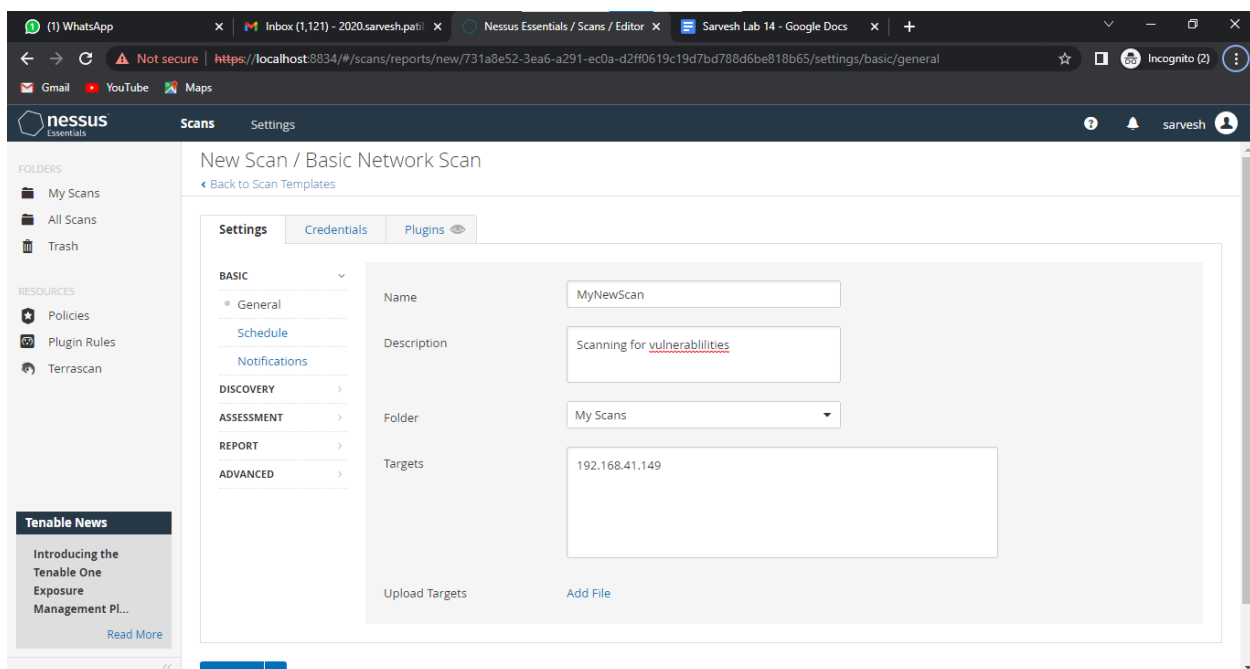 (1) WhatsApp
Inbox (1,121) - 2020.sarvesh.patil
Nessus Essentials / Scans / Editor
Sarvesh Lab 14 - Google Docs
Not secure
https://localhost:8834/#/scans/reports/new/731a8e52-3ea6-a291-ec0a-d2ff0619c19d7bd788d6be818b65/settings/basic/general
Incognito (2)
Gmail
YouTube
Maps
nessus
Essentials
Scans
Settings
sarvesh
FOLDERS
My Scans
All Scans
Trash
RESOURCES
Policies
Plugin Rules
Terrascan
Tenable News
Introducing the
Tenable One
Exposure
Management Pl...
Read More
New Scan / Basic Network Scan
Back to Scan Templates
Settings
Credentials
Plugins
BASIC
General
Schedule
Notifications
DISCOVERY
ASSESSMENT
REPORT
ADVANCED
Name
MyNewScan
Description
Scanning for vulnerablilities
Folder
My Scans
Targets
192.168.41.149
Upload Targets
Add File